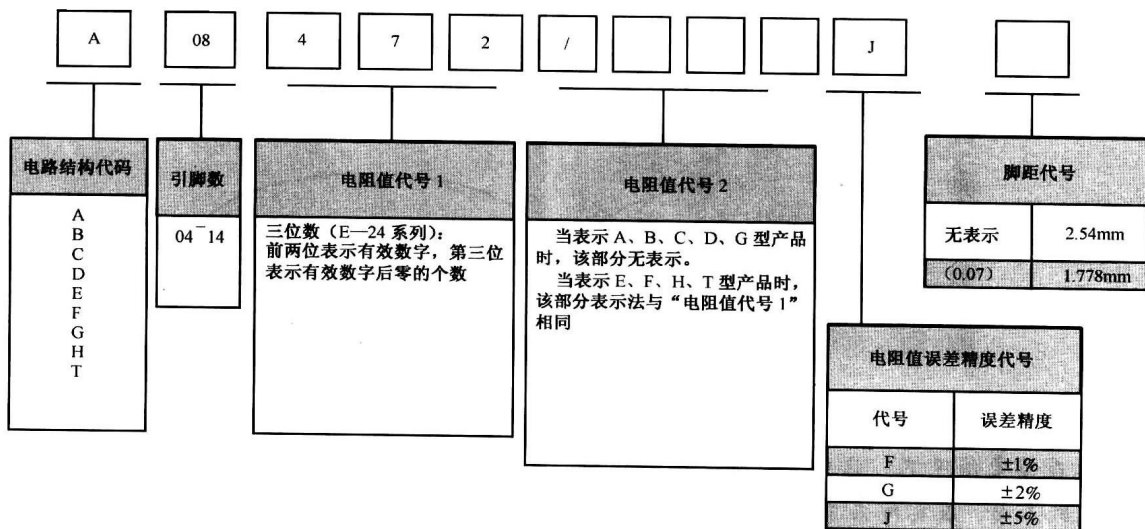 A 08 4 7 2 / J
电路结构代码
A
B
C
D
E
F
G
H
T
引脚数
04¯14
电阻值代号 1
三位数（E—24 系列）：
前两位表示有效数字，第三位
表示有效数字后零的个数
电阻值代号 2
当表示 A、B、C、D、G 型产品
时，该部分无表示。
当表示 E、F、H、T 型产品时，
该部分表示法与“电阻值代号 1”
相同
脚距代号
无表示 2.54mm
（0.07） 1.778mm
电阻值误差精度代号
代号 误差精度
F ±1%
G ±2%
J ±5%